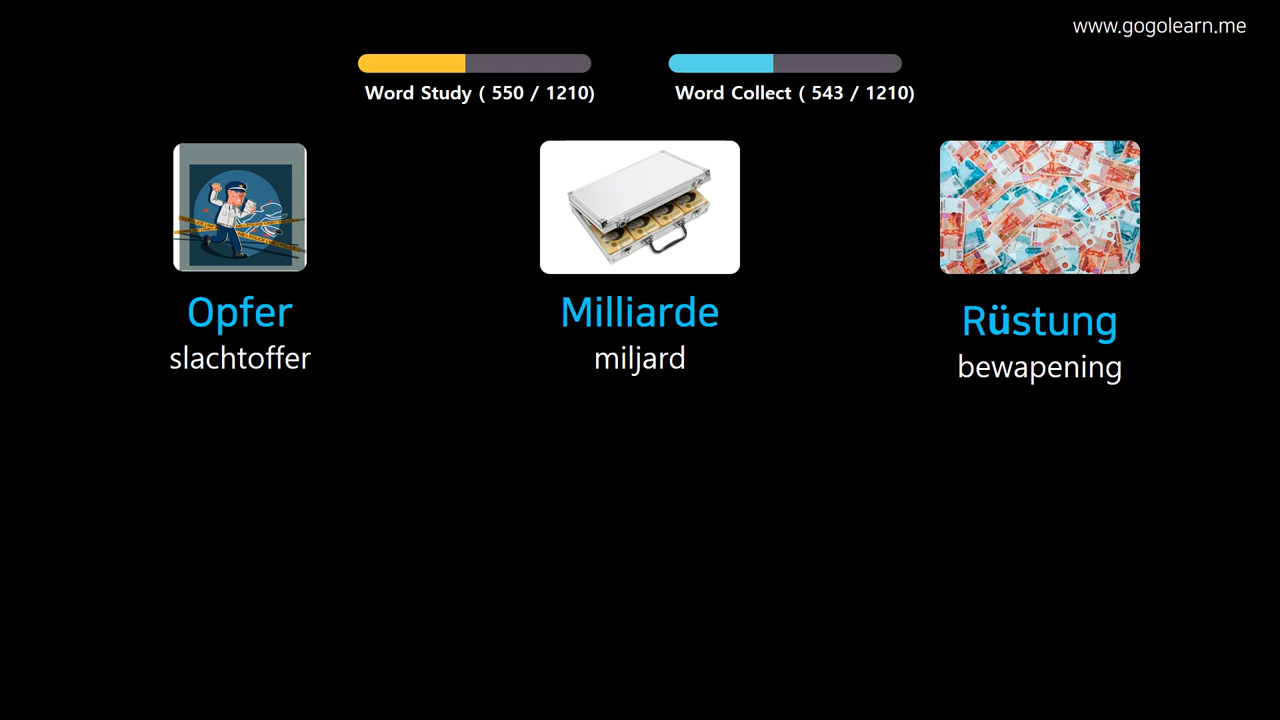 www.gogolearn.me
Word Study ( 550 / 1210)
Word Collect ( 543 / 1210)
Opfer
slachtoffer
Milliarde
miljard
Rüstung
bewapening